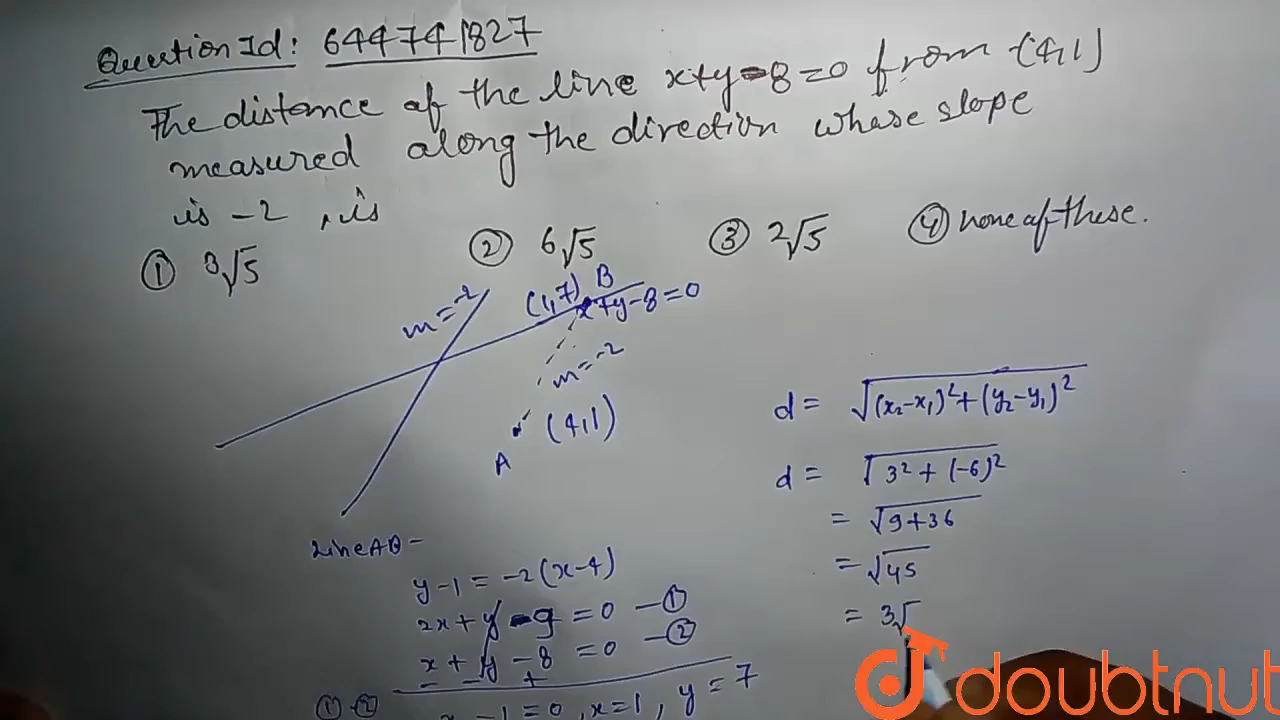 Question Id: 644741827
The distance of the line x+y-8=0 from (4,1)
measured along the direction whose slope
is -2, is
① 3√5 ② 6√5 ③ 2√5 ④ none of these.
m=-2
(1,7) B
x+y-8=0
m=-2
(4,1)
A
Line AB-
y-1=-2(x-4)
2x+y-9=0 —①
x+y-8=0 —②
- - +
①-② x-1=0, x=1, y=7
d= √(x₂-x₁)²+(y₂-y₁)²
d= √3²+(-6)²
= √9+36
= √45
= 3√
doubtnut